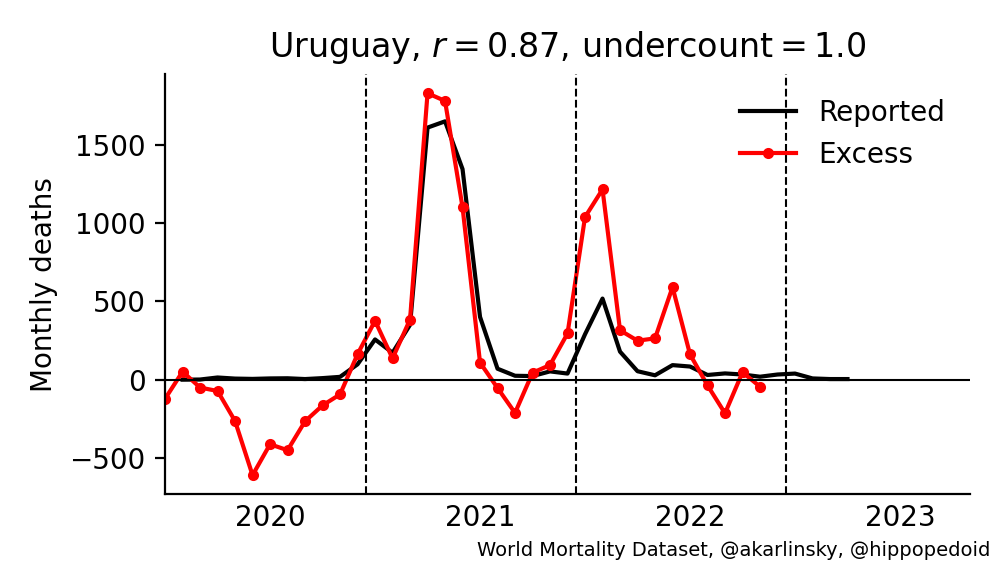 Uruguay, r = 0.87, undercount = 1.0
Reported
Excess
Monthly deaths
1500
1000
500
0
−500
2020 2021 2022 2023
World Mortality Dataset, @akarlinsky, @hippopedoid